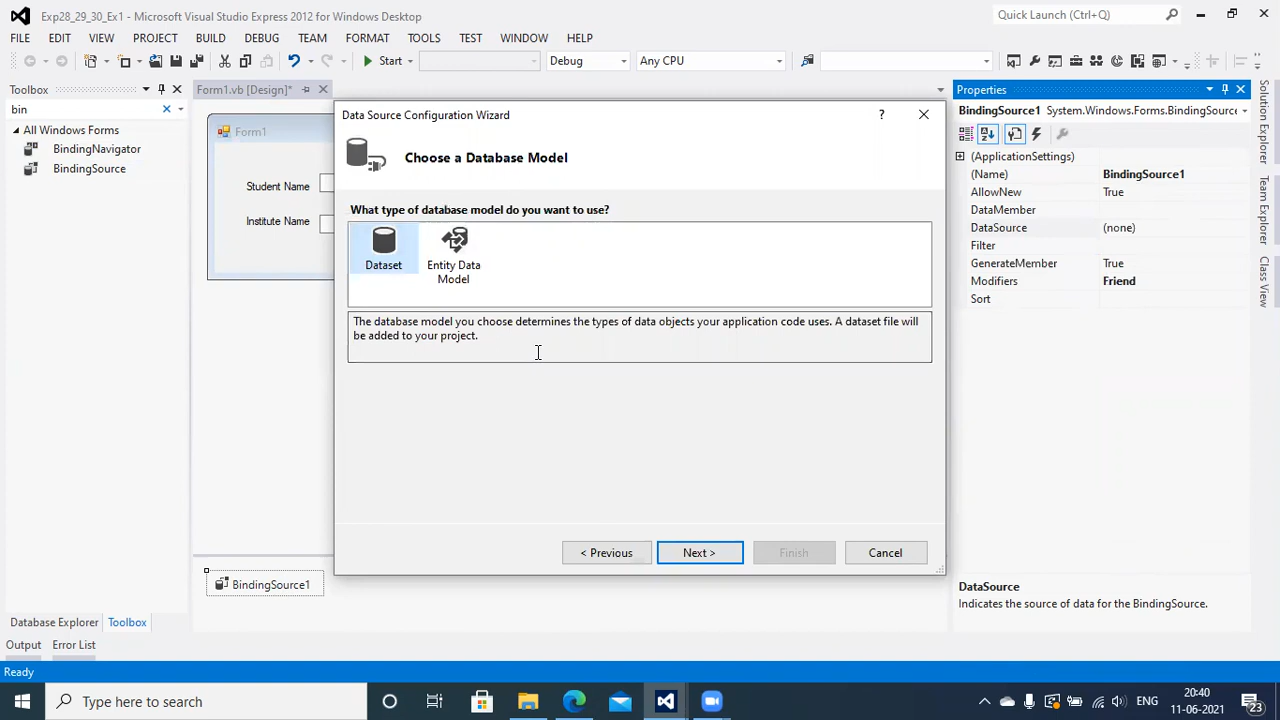 Exp28_29_30_Ex1 - Microsoft Visual Studio Express 2012 for Windows Desktop
Quick Launch (Ctrl+Q)
FILE EDIT VIEW PROJECT BUILD DEBUG TEAM FORMAT TOOLS TEST WINDOW HELP
Start Debug Any CPU
Toolbox
bin
All Windows Forms
BindingNavigator
BindingSource
Form1.vb [Design]*
Form1
Student Name
Institute Name
BindingSource1
Data Source Configuration Wizard
?
Choose a Database Model
What type of database model do you want to use?
Dataset
Entity Data
Model
The database model you choose determines the types of data objects your application code uses. A dataset file will
be added to your project.
< Previous Next > Finish Cancel
Properties
BindingSource1 System.Windows.Forms.BindingSource
(ApplicationSettings)
(Name) BindingSource1
AllowNew True
DataMember
DataSource (none)
Filter
GenerateMember True
Modifiers Friend
Sort
DataSource
Indicates the source of data for the BindingSource.
Solution Explorer
Team Explorer
Class View
Database Explorer Toolbox
Output Error List
Ready
Type here to search
ENG
20:40
11-06-2021
23